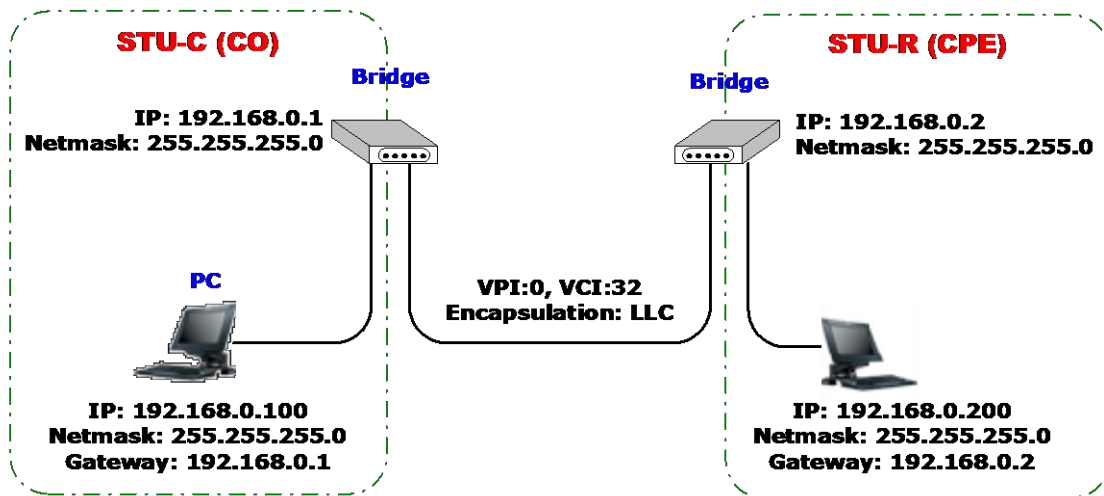 STU-C (CO)
Bridge
IP: 192.168.0.1
Netmask: 255.255.255.0
PC
IP: 192.168.0.100
Netmask: 255.255.255.0
Gateway: 192.168.0.1
VPI:0, VCI:32
Encapsulation: LLC
STU-R (CPE)
Bridge
IP: 192.168.0.2
Netmask: 255.255.255.0
IP: 192.168.0.200
Netmask: 255.255.255.0
Gateway: 192.168.0.2